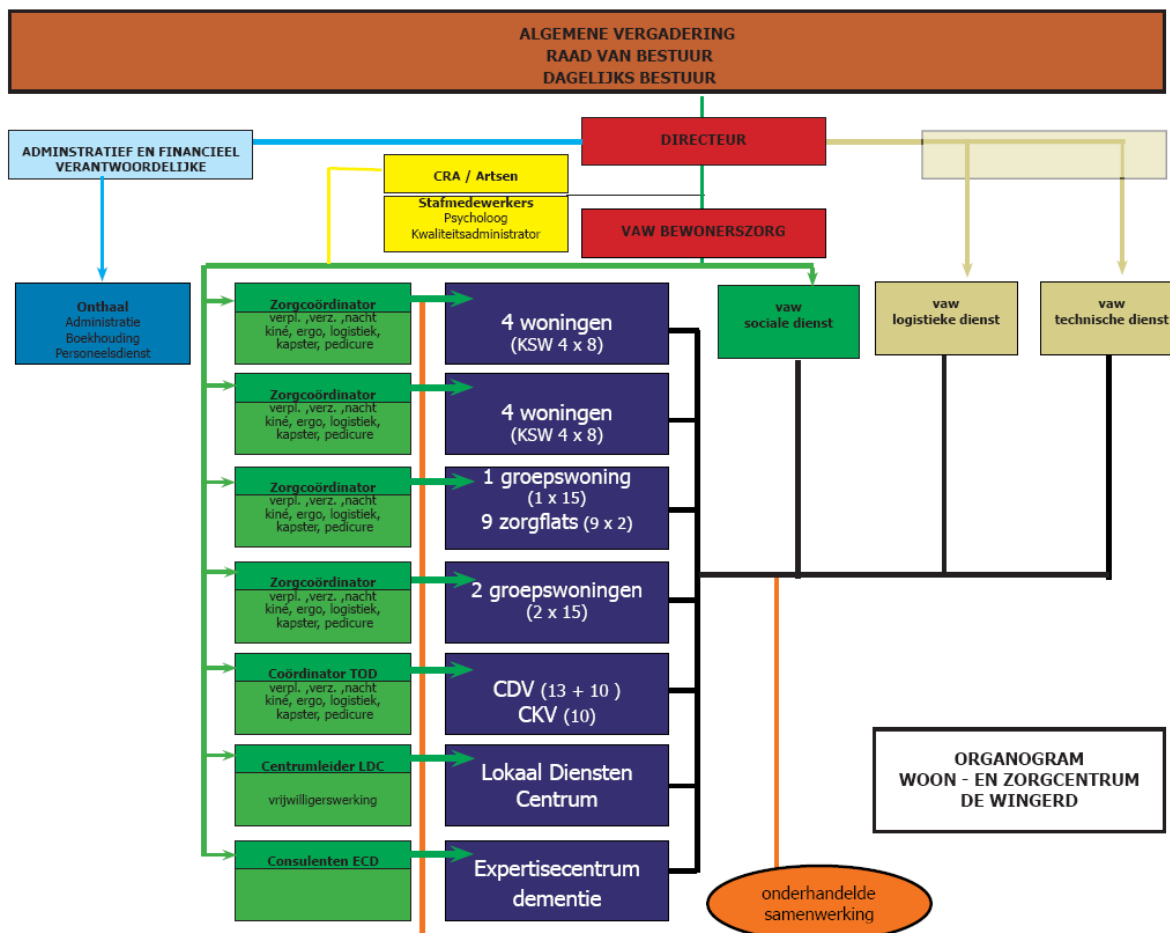 ALGEMENE VERGADERING
RAAD VAN BESTUUR
DAGELIJKS BESTUUR
DIRECTEUR
ADMINSTRATIEF EN FINANCIEEL
VERANTWOORDELIJKE
CRA / Artsen
Stafmedewerkers
Psycholoog
Kwaliteitsadministrator
VAW BEWONERSZORG
Onthaal
Administratie
Boekhouding
Personeelsdienst
Zorgcoördinator
verpl. ,verz. ,nacht
kiné, ergo, logistiek,
kapster, pedicure
4 woningen
(KSW 4 x 8)
vaw
sociale dienst
vaw
logistieke dienst
vaw
technische dienst
Zorgcoördinator
verpl. ,verz. ,nacht
kiné, ergo, logistiek,
kapster, pedicure
4 woningen
(KSW 4 x 8)
Zorgcoördinator
verpl. ,verz. ,nacht
kiné, ergo, logistiek,
kapster, pedicure
1 groepswoning
(1 x 15)
9 zorgflats (9 x 2)
Zorgcoördinator
verpl. ,verz. ,nacht
kiné, ergo, logistiek,
kapster, pedicure
2 groepswoningen
(2 x 15)
Coördinator TOD
verpl. ,verz. ,nacht
kiné, ergo, logistiek,
kapster, pedicure
CDV (13 + 10 )
CKV (10)
Centrumleider LDC
vrijwilligerswerking
Lokaal Diensten
Centrum
Consulenten ECD
Expertisecentrum
dementie
ORGANOGRAM
WOON - EN ZORGCENTRUM
DE WINGERD
onderhandelde
samenwerking